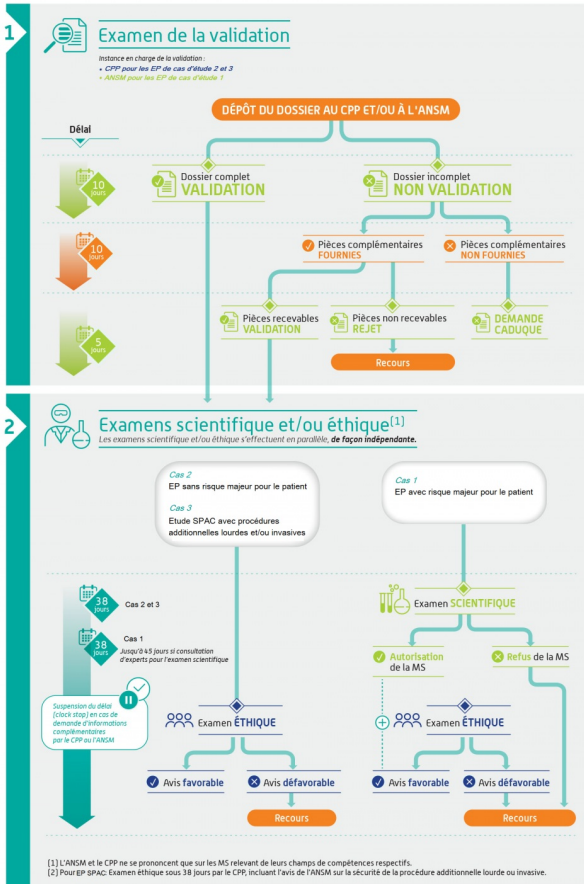 1
Examen de la validation
Instance en charge de la validation :
• CPP pour les EP de cas d'étude 2 et 3
• ANSM pour les EP de cas d'étude 1
DÉPÔT DU DOSSIER AU CPP ET/OU À L'ANSM
Délai
10
jours
Dossier complet
VALIDATION
Dossier incomplet
NON VALIDATION
10
jours
Pièces complémentaires
FOURNIES
Pièces complémentaires
NON FOURNIES
5
jours
Pièces recevables
VALIDATION
Pièces non recevables
REJET
DEMANDE
CADUQUE
Recours
2
Examens scientifique et/ou éthique(1)
Les examens scientifique et/ou éthique s'effectuent en parallèle, de façon indépendante.
Cas 2
EP sans risque majeur pour le patient
Cas 3
Etude SPAC avec procédures
additionnelles lourdes et/ou invasives
Cas 1
EP avec risque majeur pour le patient
38
jours
Cas 2 et 3
38
jours
Cas 1
Jusqu'à 45 jours si consultation
d'experts pour l'examen scientifique
Examen SCIENTIFIQUE
Autorisation
de la MS
Refus de la MS
Suspension du délai
(clock stop) en cas de
demande d'informations
complémentaires
par le CPP ou l'ANSM
Examen ÉTHIQUE
Examen ÉTHIQUE
Avis favorable
Avis défavorable
Avis favorable
Avis défavorable
Recours
Recours
[1] L'ANSM et le CPP ne se prononcent que sur les MS relevant de leurs champs de compétences respectifs.
[2] Pour EP SPAC: Examen éthique sous 38 jours par le CPP, incluant l'avis de l'ANSM sur la sécurité de la procédure additionnelle lourde ou invasive.